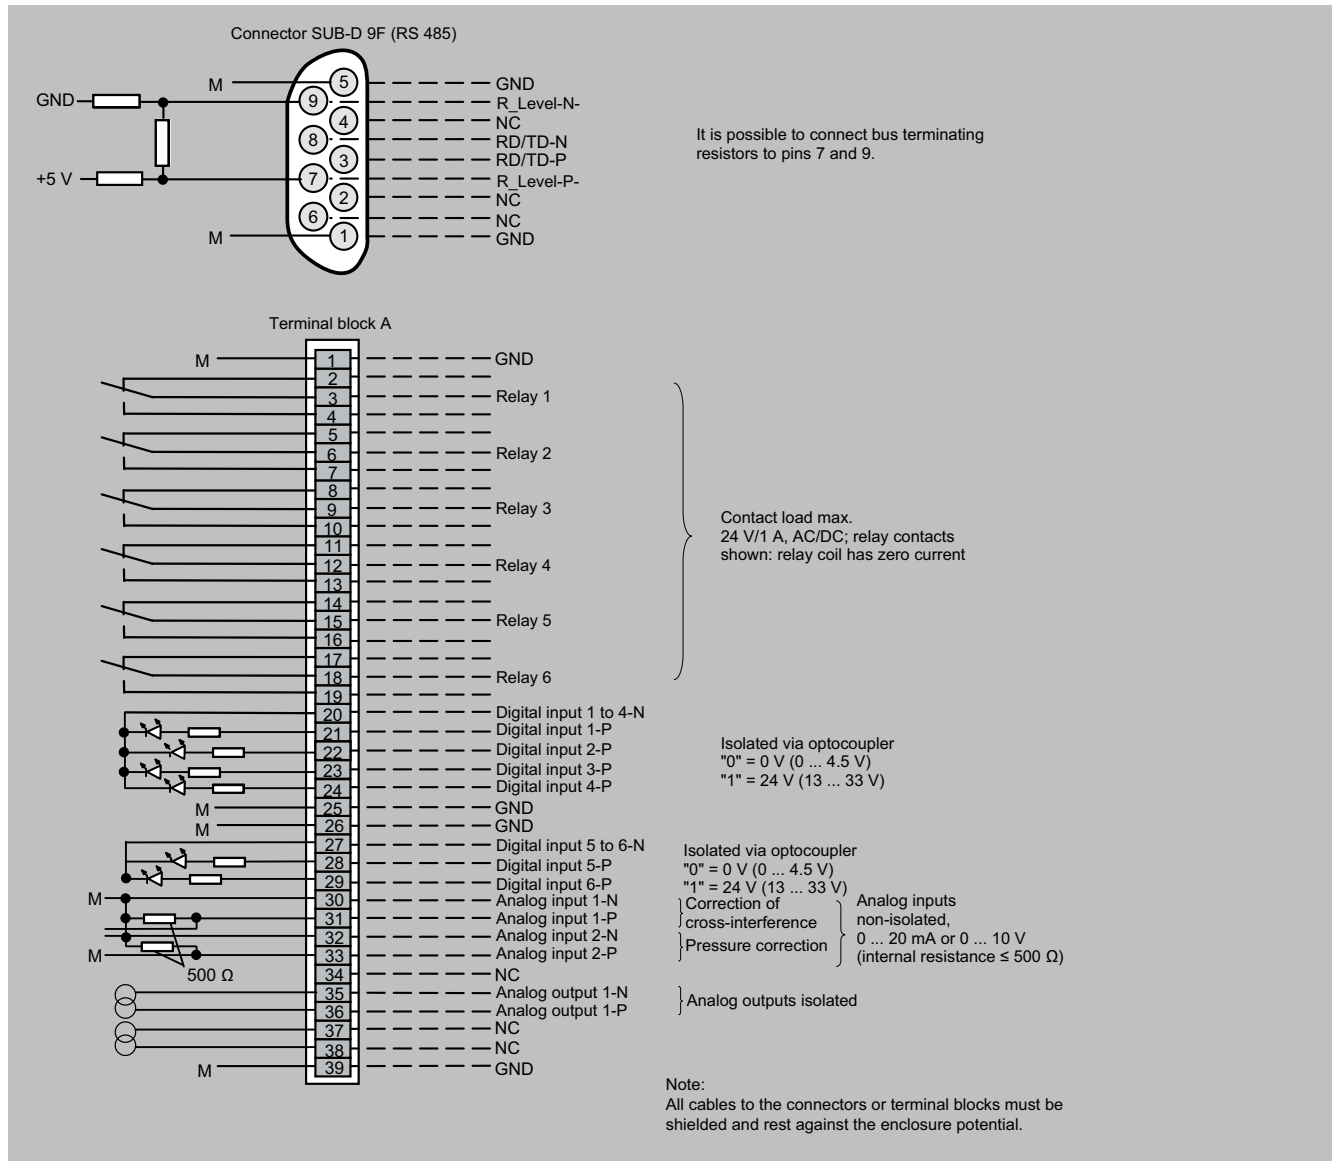 Connector SUB-D 9F (RS 485)
M
5
GND
GND
9
R_Level-N-
4
NC
8
RD/TD-N
3
RD/TD-P
+5 V
7
R_Level-P-
2
NC
6
NC
M
1
GND
It is possible to connect bus terminating
resistors to pins 7 and 9.
Terminal block A
M
1
GND
2
3
Relay 1
4
5
6
Relay 2
7
8
9
Relay 3
10
11
12
Relay 4
13
14
15
Relay 5
16
17
18
Relay 6
19
Contact load max.
24 V/1 A, AC/DC; relay contacts
shown: relay coil has zero current
20
Digital input 1 to 4-N
21
Digital input 1-P
22
Digital input 2-P
23
Digital input 3-P
24
Digital input 4-P
Isolated via optocoupler
"0" = 0 V (0 ... 4.5 V)
"1" = 24 V (13 ... 33 V)
M
25
GND
M
26
GND
27
Digital input 5 to 6-N
28
Digital input 5-P
29
Digital input 6-P
Isolated via optocoupler
"0" = 0 V (0 ... 4.5 V)
"1" = 24 V (13 ... 33 V)
M
30
Analog input 1-N
31
Analog input 1-P
Correction of
cross-interference
32
Analog input 2-N
M
33
Analog input 2-P
Pressure correction
Analog inputs
non-isolated,
0 ... 20 mA or 0 ... 10 V
(internal resistance ≤ 500 Ω)
500 Ω
34
NC
35
Analog output 1-N
36
Analog output 1-P
Analog outputs isolated
37
NC
38
NC
M
39
GND
Note:
All cables to the connectors or terminal blocks must be
shielded and rest against the enclosure potential.